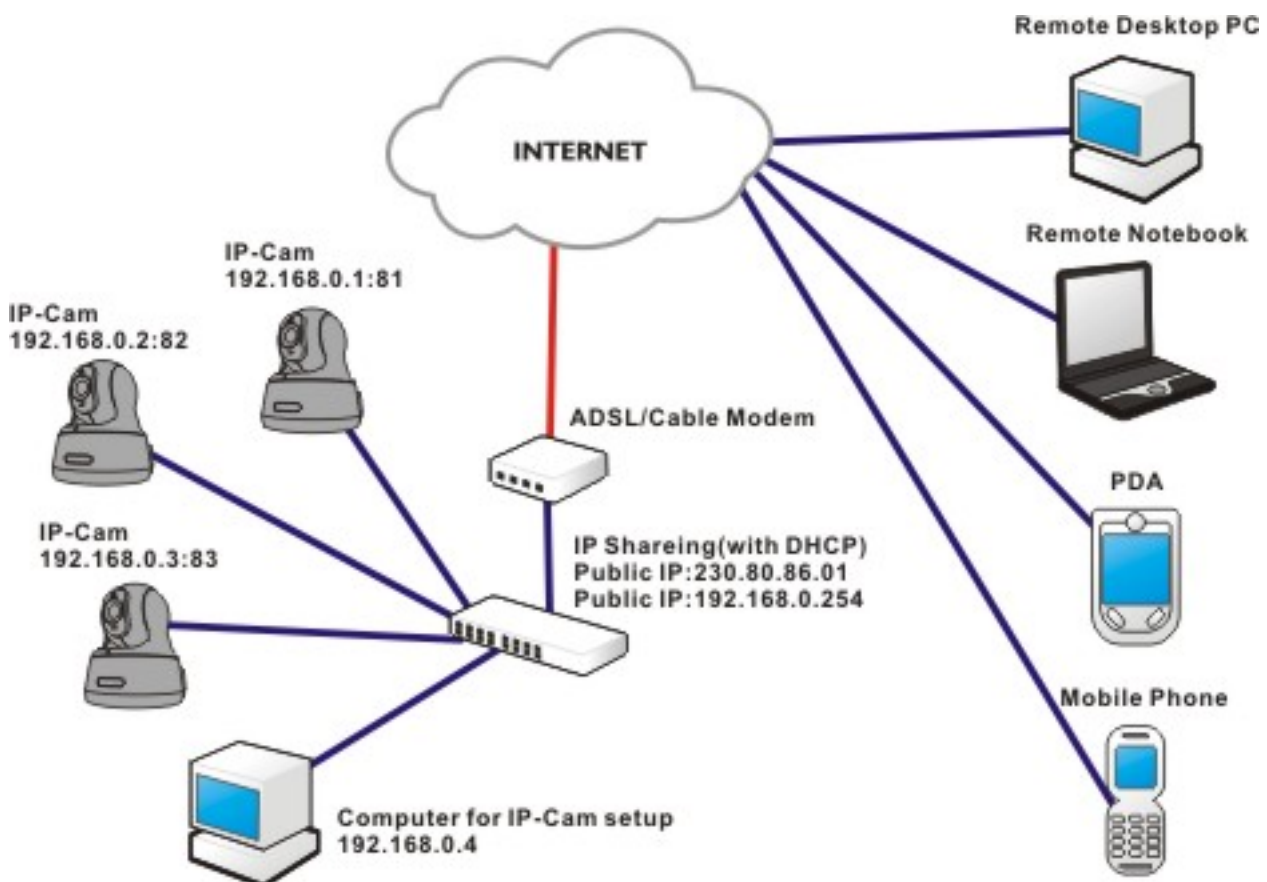 Remote Desktop PC
INTERNET
Remote Notebook
IP-Cam
192.168.0.1:81
IP-Cam
192.168.0.2:82
ADSL/Cable Modem
PDA
IP-Cam
192.168.0.3:83
IP Shareing(with DHCP)
Public IP:230.80.86.01
Public IP:192.168.0.254
Mobile Phone
Computer for IP-Cam setup
192.168.0.4